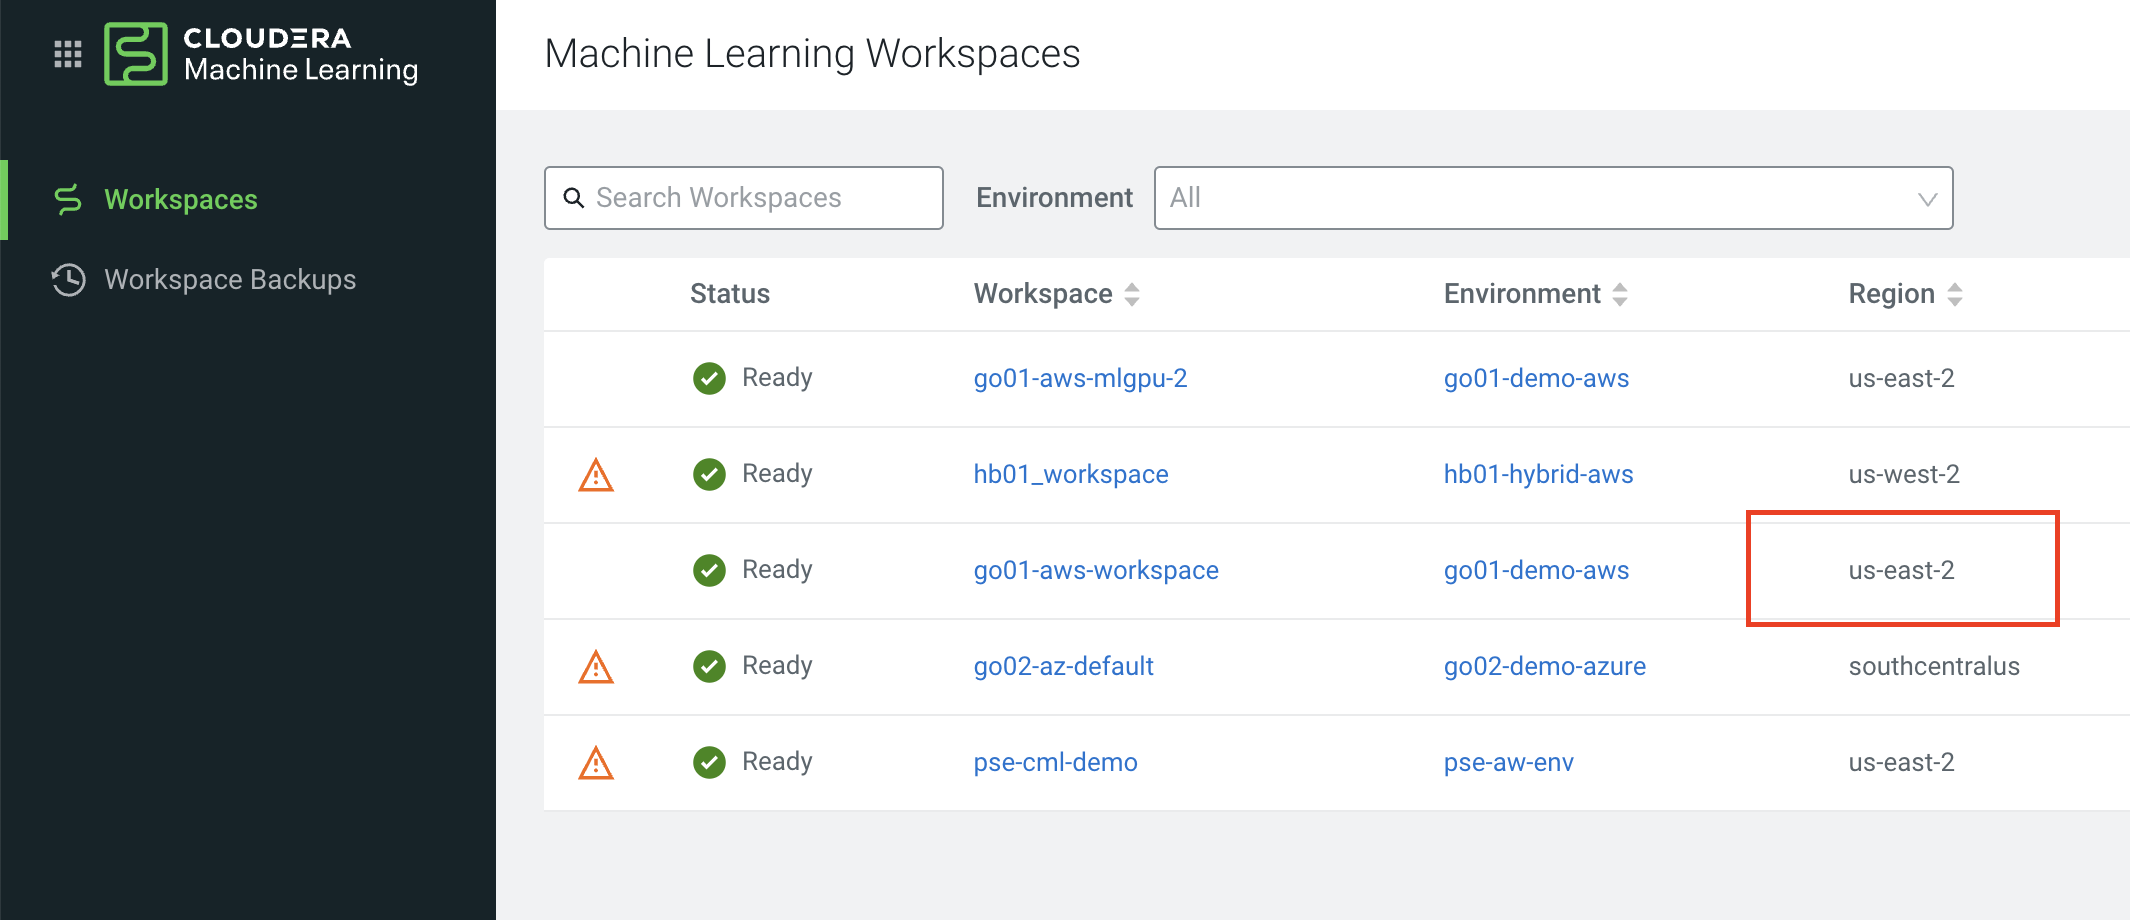 CLOUDERA
Machine Learning
Workspaces
Workspace Backups
Machine Learning Workspaces
Search Workspaces Environment All
Status Workspace Environment Region
Ready go01-aws-mlgpu-2 go01-demo-aws us-east-2
Ready hb01_workspace hb01-hybrid-aws us-west-2
Ready go01-aws-workspace go01-demo-aws us-east-2
Ready go02-az-default go02-demo-azure southcentralus
Ready pse-cml-demo pse-aw-env us-east-2